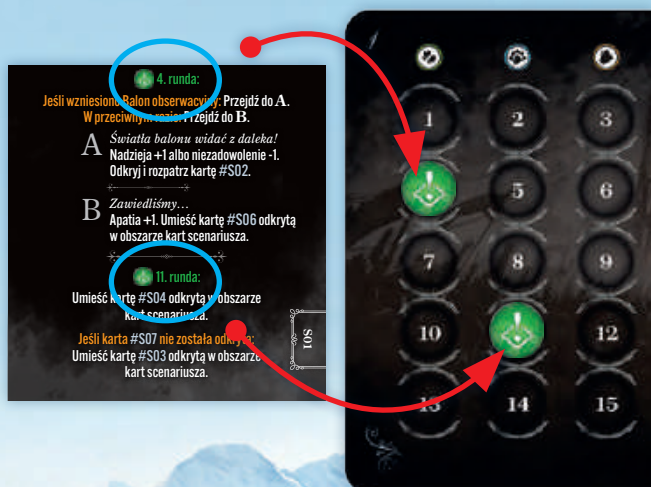 4. runda:
Jeśli wzniesiono Balon obserwacyjny: Przejdź do A.
W przeciwnym razie: Przejdź do B.
A Światła balonu widać z daleka!
Nadzieja +1 albo niezadowolenie -1.
Odkryj i rozpatrz kartę #S02.
B Zawiedliśmy...
Apatia +1. Umieść kartę #S06 odkrytą
w obszarze kart scenariusza.
11. runda:
Umieść kartę #S04 odkrytą w obszarze
kart scenariusza.
Jeśli karta #S07 nie została odkryta:
Umieść kartę #S03 odkrytą w obszarze
kart scenariusza.
S01
1 2 3
5 6
7 8 9
10 12
13 14 15